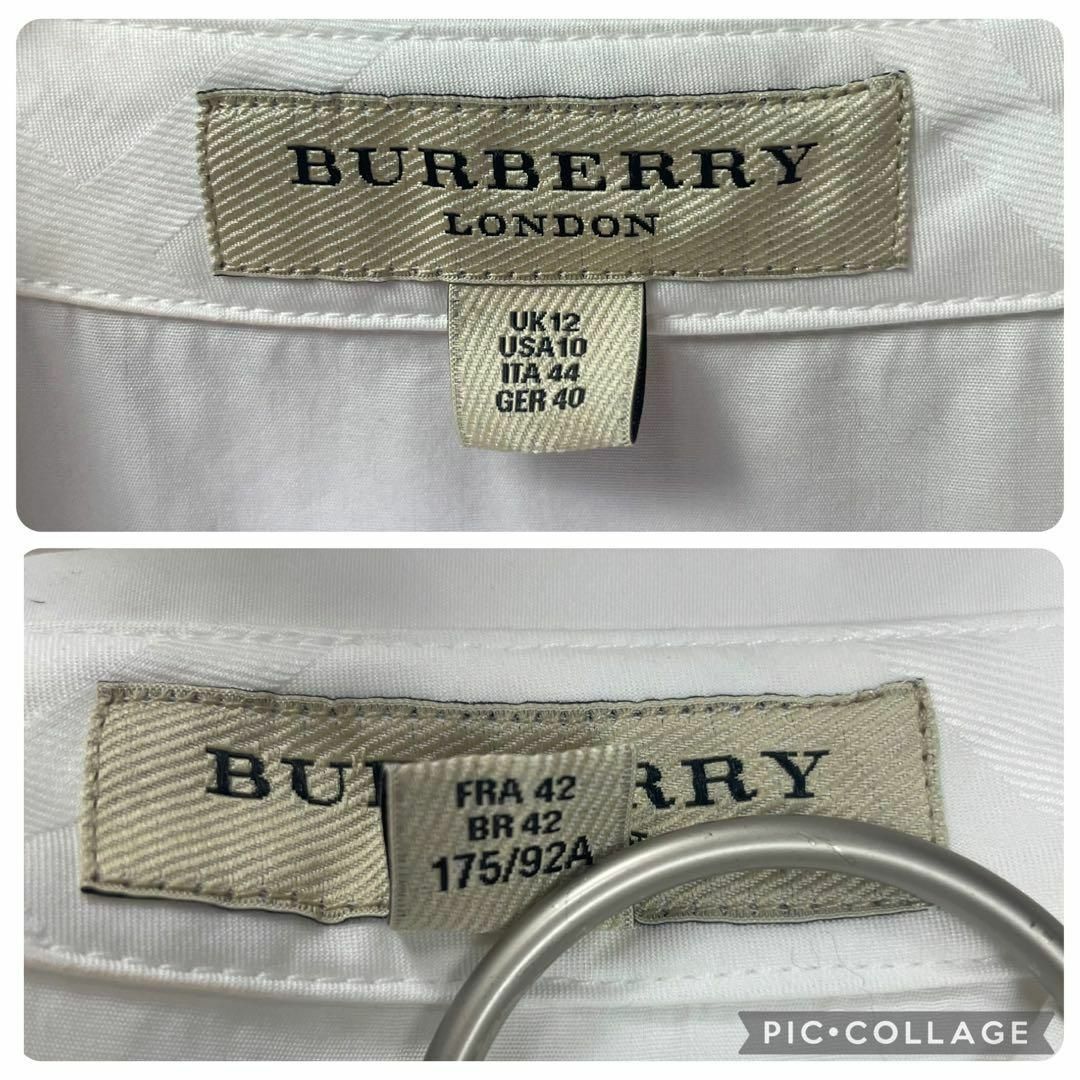 BURBERRY
LONDON
UK12
USA10
ITA 44
GER 40
BU RRY
FRA 42
BR 42
175/92A
PIC•COLLAGE